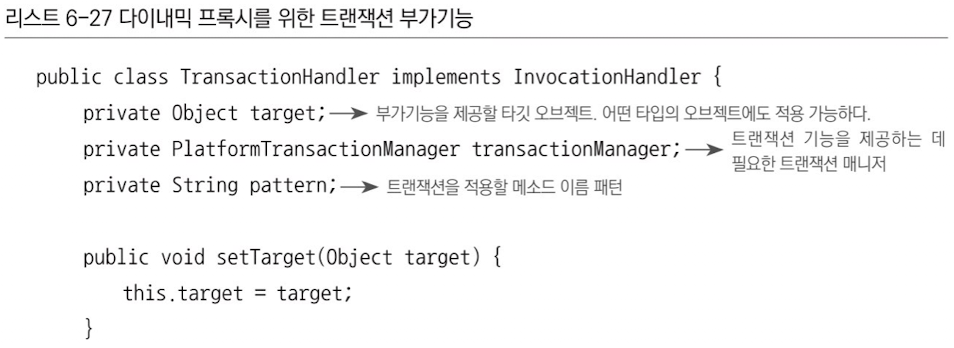 리스트 6-27 다이내믹 프록시를 위한 트랜잭션 부가기능
public class TransactionHandler implements InvocationHandler {
private Object target; 부가기능을 제공할 타깃 오브젝트. 어떤 타입의 오브젝트에도 적용 가능하다.
private PlatformTransactionManager transactionManager; 트랜잭션 기능을 제공하는 데
필요한 트랜잭션 매니저
private String pattern; 트랜잭션을 적용할 메소드 이름 패턴
public void setTarget(Object target) {
this.target = target;
}